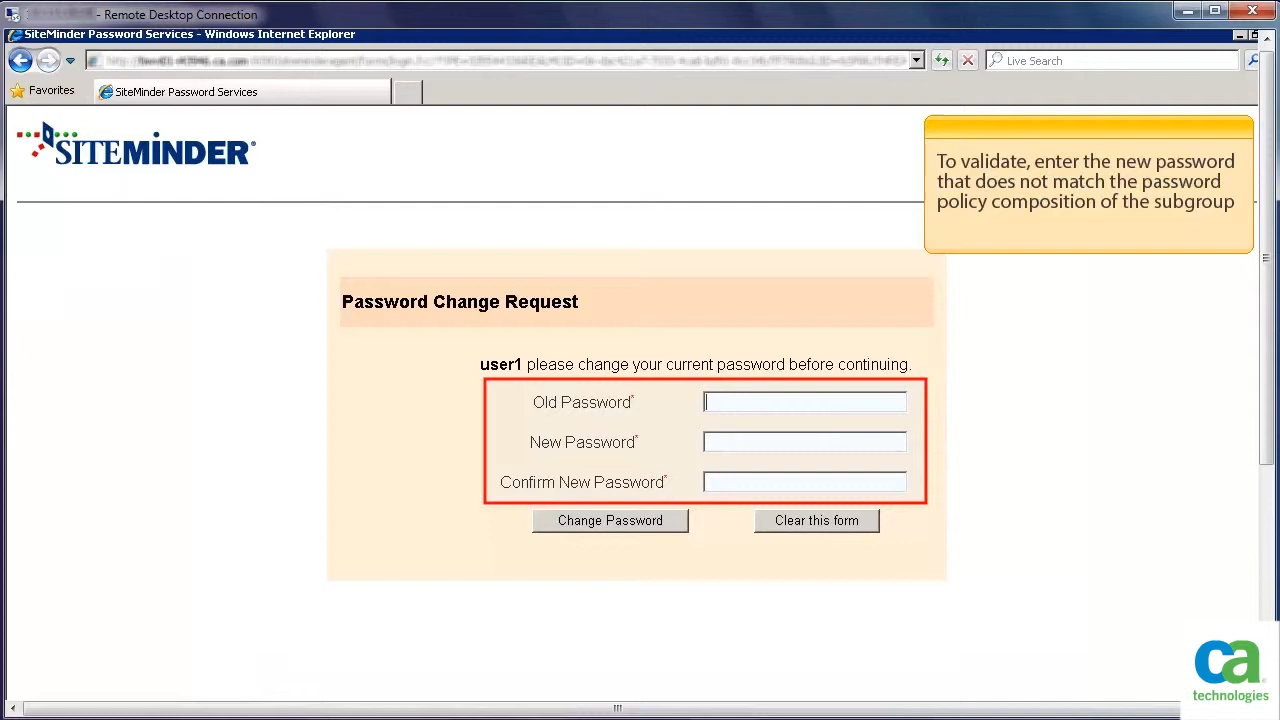 - Remote Desktop Connection
SiteMinder Password Services - Windows Internet Explorer
Live Search
Favorites
SiteMinder Password Services
SITEMINDER®
To validate, enter the new password
that does not match the password
policy composition of the subgroup
Password Change Request
user1 please change your current password before continuing.
Old Password*
New Password*
Confirm New Password*
Change Password
Clear this form
ca
technologies